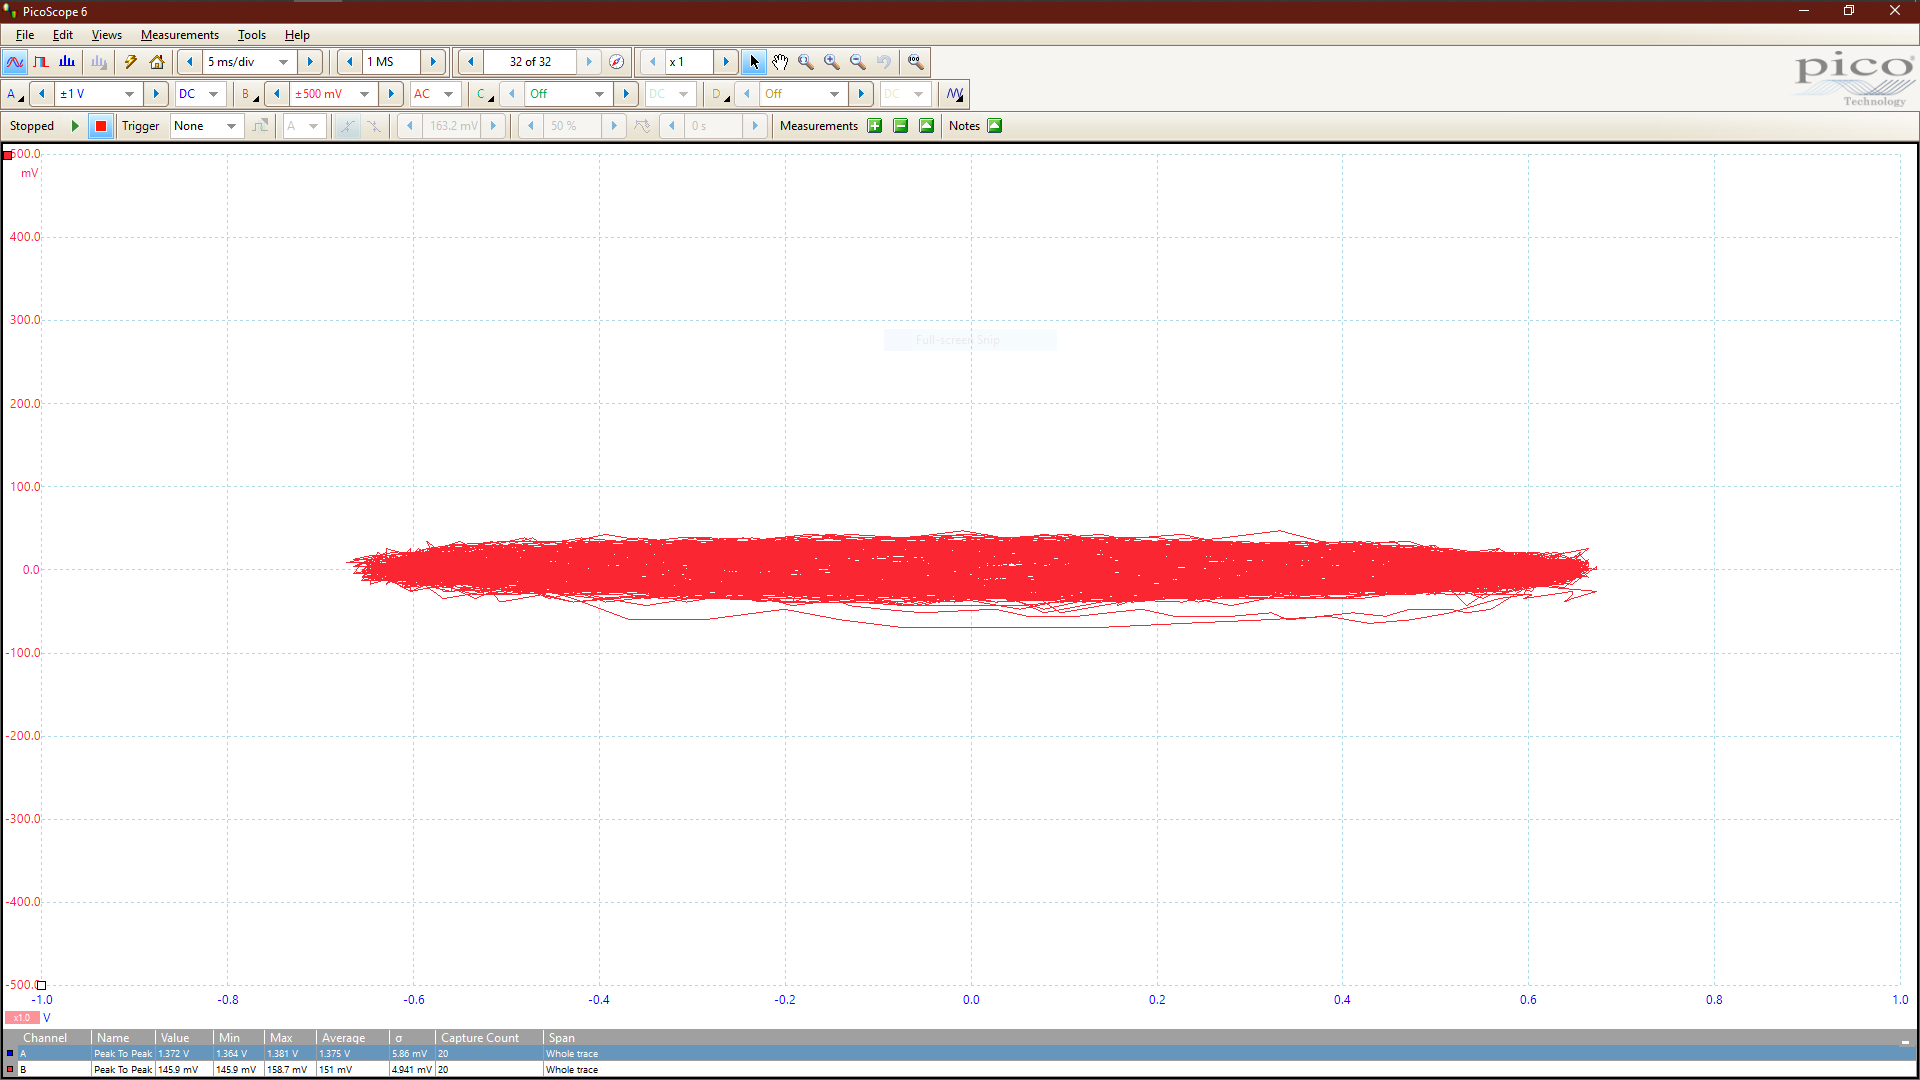 PicoScope 6
File Edit Views Measurements Tools Help
5 ms/div 1 MS 32 of 32 x 1
A ±1 V DC B ±500 mV AC C Off DC D Off DC
pico
Technology
Stopped Trigger None A 163.2 mV 50 % 0 s Measurements Notes
500.0
mV
400.0
300.0
Full-screen Snip
200.0
100.0
0.0
-100.0
-200.0
-300.0
-400.0
-500.0
-1.0 -0.8 -0.6 -0.4 -0.2 0.0 0.2 0.4 0.6 0.8 1.0
x1.0 V
Channel Name Value Min Max Average σ Capture Count Span
A Peak To Peak 1.372 V 1.364 V 1.381 V 1.375 V 5.86 mV 20 Whole trace
B Peak To Peak 145.9 mV 145.9 mV 158.7 mV 151 mV 4.941 mV 20 Whole trace